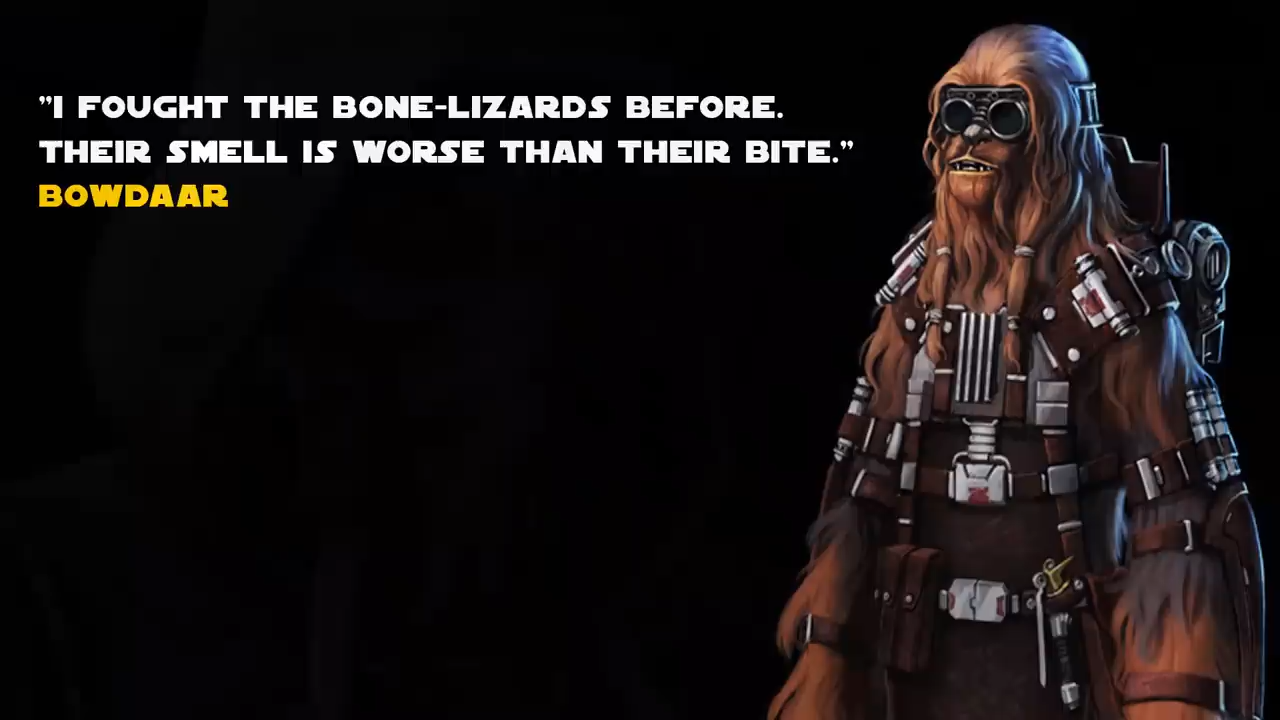 "I FOUGHT THE BONE-LIZARDS BEFORE.
THEIR SMELL IS WORSE THAN THEIR BITE."
BOWDAAR